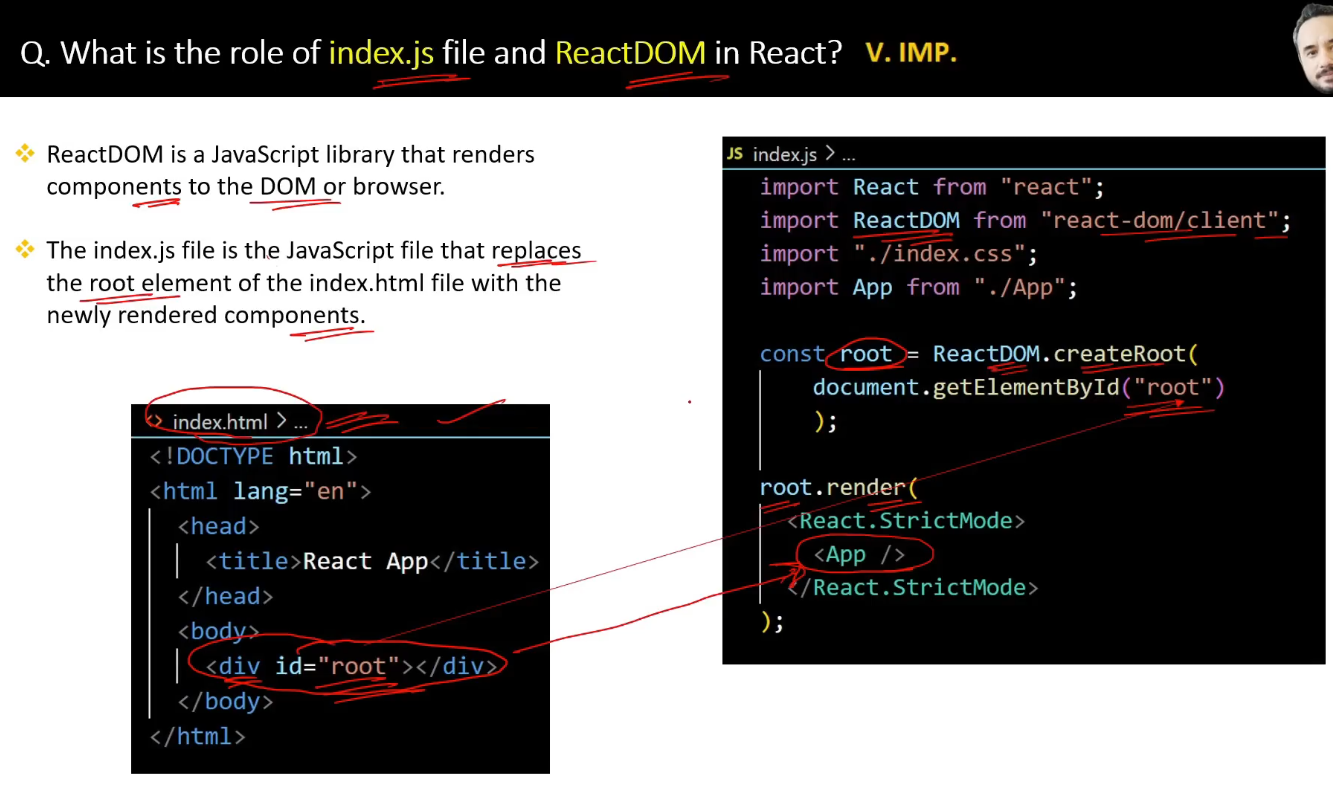 Q. What is the role of index.js file and ReactDOM in React? V. IMP.
ReactDOM is a JavaScript library that renders
components to the DOM or browser.
The index.js file is the JavaScript file that replaces
the root element of the index.html file with the
newly rendered components.
<> index.html > ...
<!DOCTYPE html>
<html lang="en">
<head>
<title>React App</title>
</head>
<body>
<div id="root"></div>
</body>
</html>
JS index.js > ...
import React from "react";
import ReactDOM from "react-dom/client";
import "./index.css";
import App from "./App";
const root = ReactDOM.createRoot(
document.getElementById("root")
);
root.render(
<React.StrictMode>
<App />
</React.StrictMode>
);